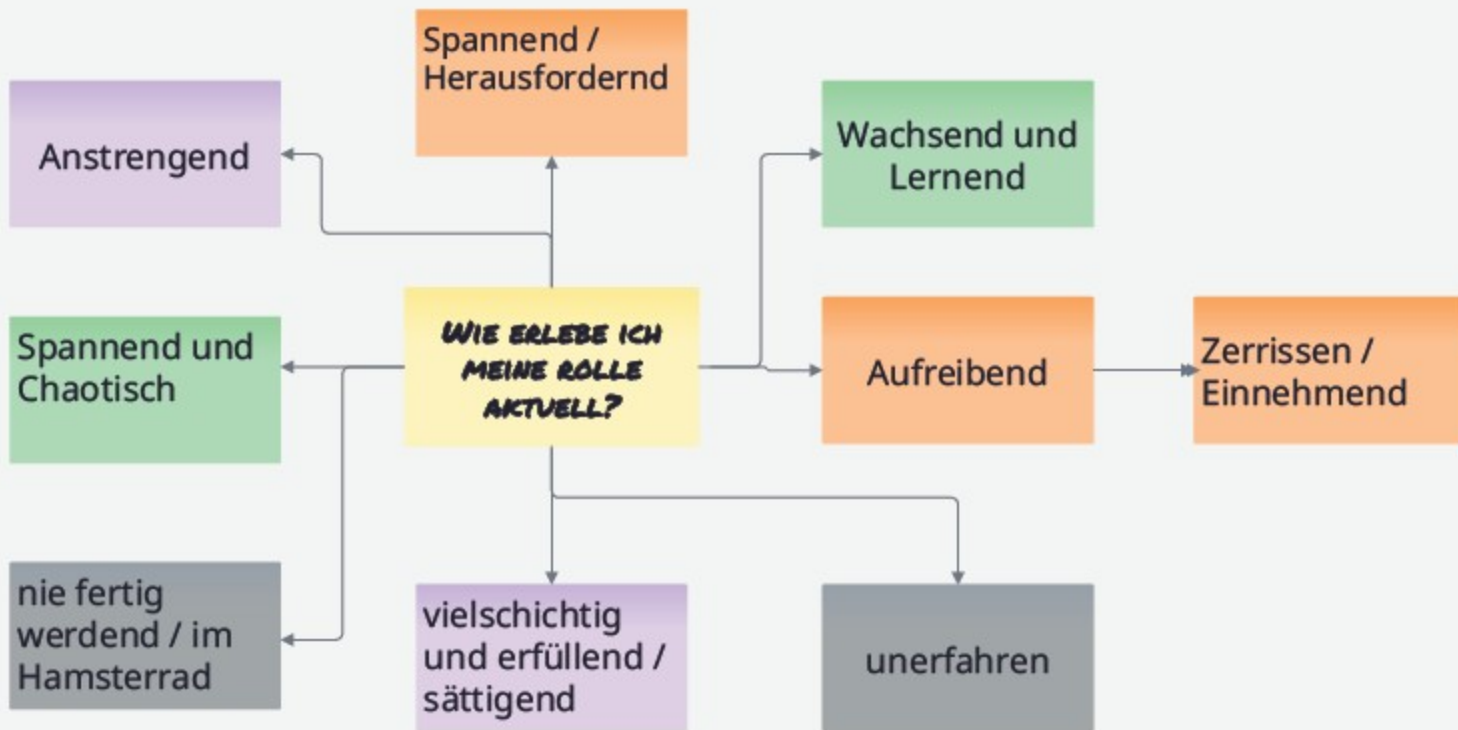 Spannend /
Herausfordernd
Anstrengend
Wachsend und
Lernend
WIE ERLEBE ICH
MEINE ROLLE
AKTUELL?
Spannend und
Chaotisch
Aufreibend
Zerrissen /
Einnehmend
nie fertig
werdend / im
Hamsterrad
vielschichtig
und erfüllend /
sättigend
unerfahren